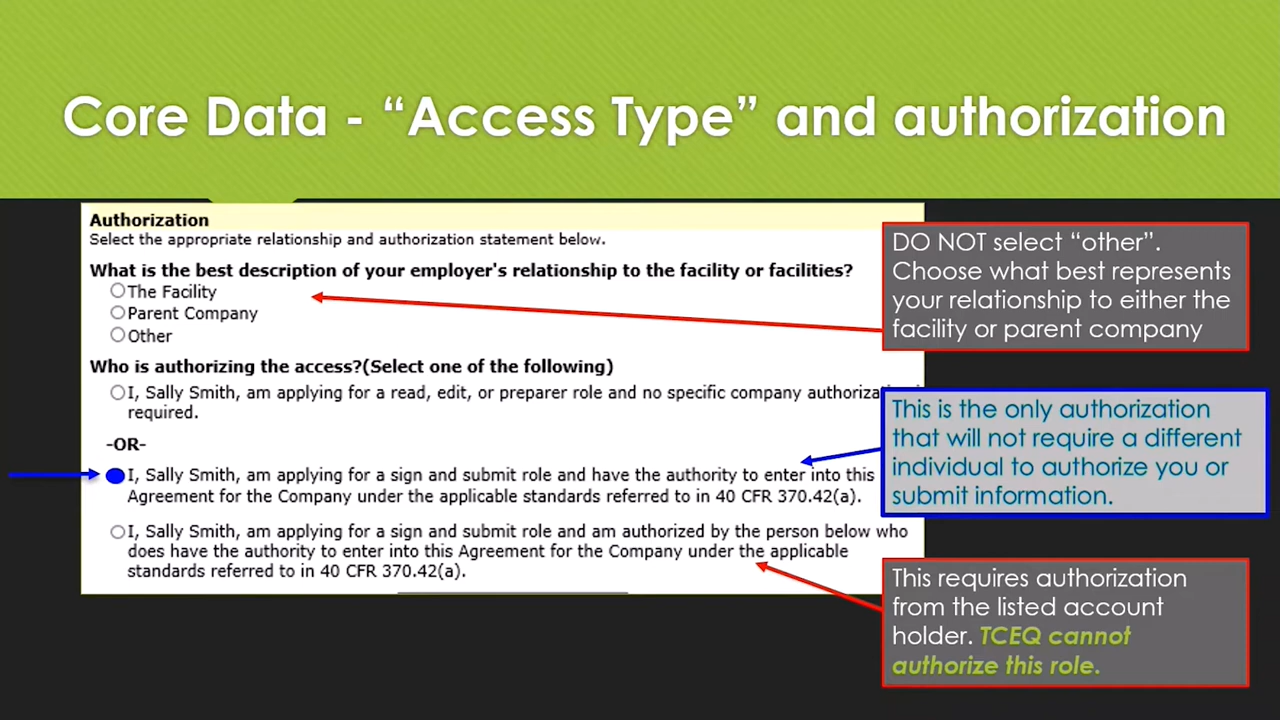 Core Data - “Access Type” and authorization
Authorization
Select the appropriate relationship and authorization statement below.
What is the best description of your employer's relationship to the facility or facilities?
The Facility
Parent Company
Other
Who is authorizing the access?(Select one of the following)
I, Sally Smith, am applying for a read, edit, or preparer role and no specific company
required.
-OR-
I, Sally Smith, am applying for a sign and submit role and have the authority to enter into this
Agreement for the Company under the applicable standards referred to in 40 CFR 370.42(a).
I, Sally Smith, am applying for a sign and submit role and am authorized by the person below who
does have the authority to enter into this Agreement for the Company under the applicable
standards referred to in 40 CFR 370.42(a).
DO NOT select “other”.
Choose what best represents
your relationship to either the
facility or parent company
This is the only authorization
that will not require a different
individual to authorize you or
submit information.
This requires authorization
from the listed account
holder. TCEQ cannot
authorize this role.